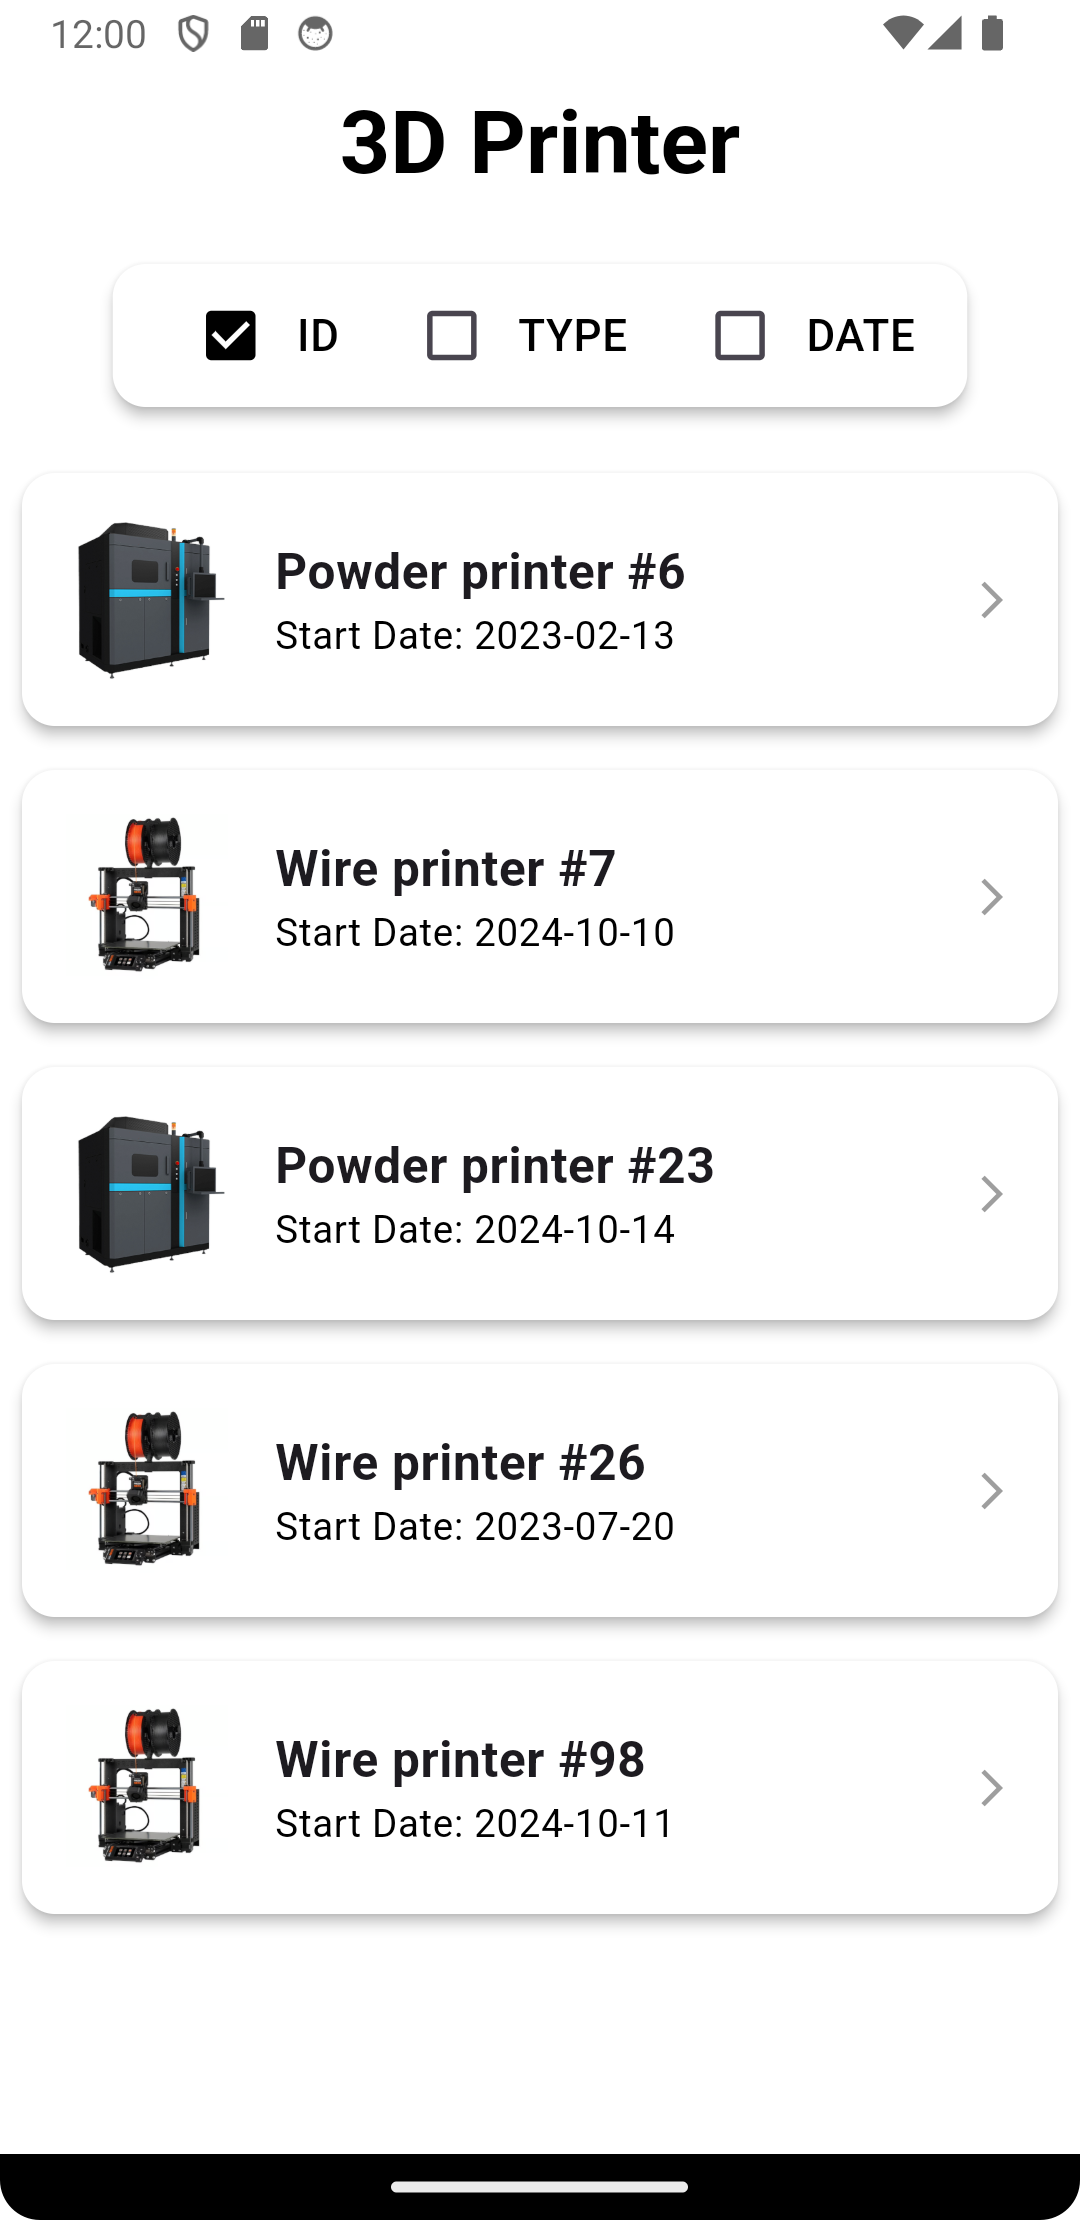 12:00
3D Printer
ID TYPE DATE
Powder printer #6
Start Date: 2023-02-13
Wire printer #7
Start Date: 2024-10-10
Powder printer #23
Start Date: 2024-10-14
Wire printer #26
Start Date: 2023-07-20
Wire printer #98
Start Date: 2024-10-11